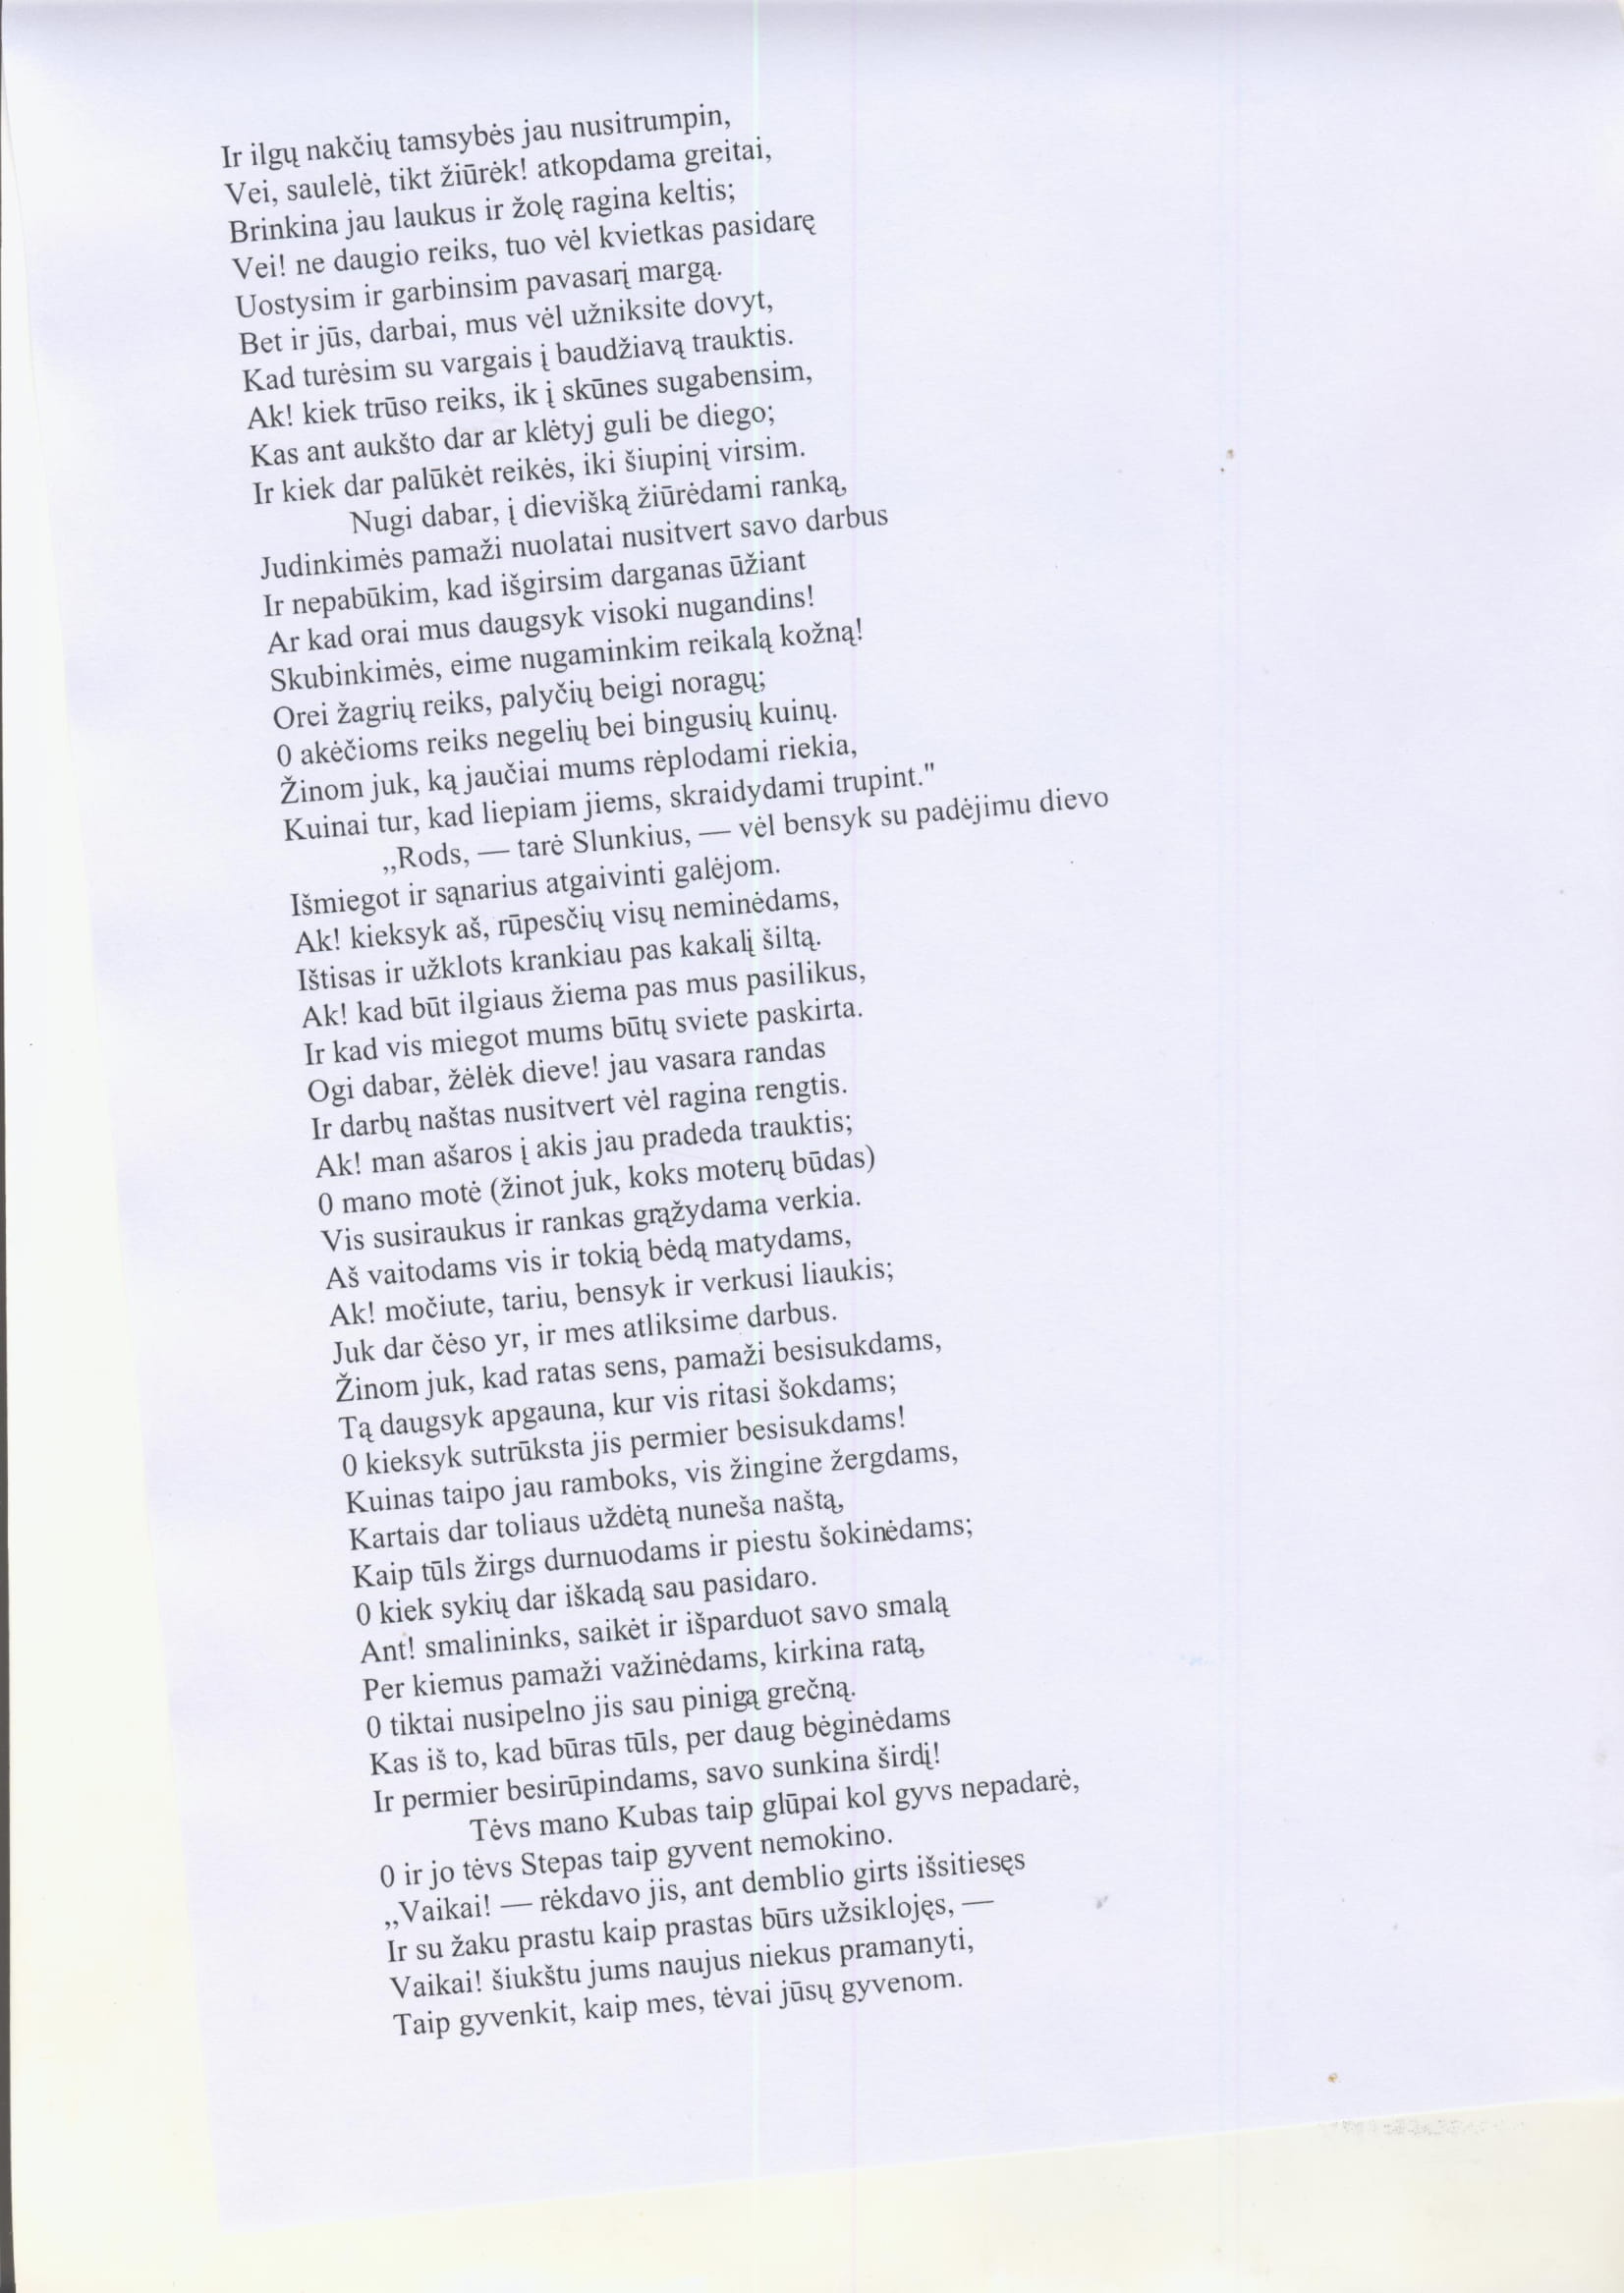 Ir ilgų nakčių tamsybės jau nusitrumpin,
Vei, saulelė, tikt žiūrėk! atkopdama greitai,
Brinkina jau laukus ir žolę ragina keltis;
Vei! ne daugio reiks, tuo vėl kvietkas pasidarę
Uostysim ir garbinsim pavasarį margą.
Bet ir jūs, darbai, mus vėl užniksite dovyt,
Kad turėsim su vargais į baudžiavą trauktis.
Ak! kiek trūso reiks, ik į skūnes sugabensim,
Kas ant aukšto dar ar klėtyj guli be diego;
Ir kiek dar palūkėt reikės, iki šiupinį virsim.
Nugi dabar, į dievišką žiūrėdami ranką,
Judinkimės pamaži nuolatai nusitvert savo darbus
Ir nepabūkim, kad išgirsim darganas ūžiant
Ar kad orai mus daugsyk visoki nugandins!
Skubinkimės, eime nugaminkim reikalą kožną!
Orei žagrių reiks, palyčių beigi noragų;
0 akėčioms reiks negelių bei bingusių kuinų.
Žinom juk, ką jaučiai mums rėplodami riekia,
Kuinai tur, kad liepiam jiems, skraidydami trupint."
„Rods, — tarė Slunkius, — vėl bensyk su padėjimu dievo
Išmiegot ir sąnarius atgaivinti galėjom.
Ak! kieksyk aš, rūpesčių visų neminėdams,
Ištisas ir užklots krankiau pas kakalį šiltą.
Ak! kad būt ilgiaus žiema pas mus pasilikus,
Ir kad vis miegot mums būtų sviete paskirta.
Ogi dabar, žėlėk dieve! jau vasara randas
Ir darbų naštas nusitvert vėl ragina rengtis.
Ak! man ašaros į akis jau pradeda trauktis;
0 mano motė (žinot juk, koks moterų būdas)
Vis susiraukus ir rankas grąžydama verkia.
Aš vaitodams vis ir tokią bėdą matydams,
Ak! močiute, tariu, bensyk ir verkusi liaukis;
Juk dar čėso yr, ir mes atliksime darbus.
Žinom juk, kad ratas sens, pamaži besisukdams,
Tą daugsyk apgauna, kur vis ritasi šokdams;
0 kieksyk sutrūksta jis permier besisukdams!
Kuinas taipo jau ramboks, vis žingine žergdams,
Kartais dar toliaus uždėtą nuneša naštą,
Kaip tūls žirgs durnuodams ir piestu šokinėdams;
0 kiek sykių dar iškadą sau pasidaro.
Ant! smalininks, saikėt ir išparduot savo smalą
Per kiemus pamaži važinėdams, kirkina ratą,
0 tiktai nusipelno jis sau pinigą grečną.
Kas iš to, kad būras tūls, per daug bėginėdams
Ir permier besirūpindams, savo sunkina širdį!
Tėvs mano Kubas taip glūpai kol gyvs nepadarė,
0 ir jo tėvs Stepas taip gyvent nemokino.
„Vaikai! — rėkdavo jis, ant demblio girts išsitiesęs
Ir su žaku prastu kaip prastas būrs užsiklojęs, —
Vaikai! šiukštu jums naujus niekus pramanyti,
Taip gyvenkit, kaip mes, tėvai jūsų gyvenom.